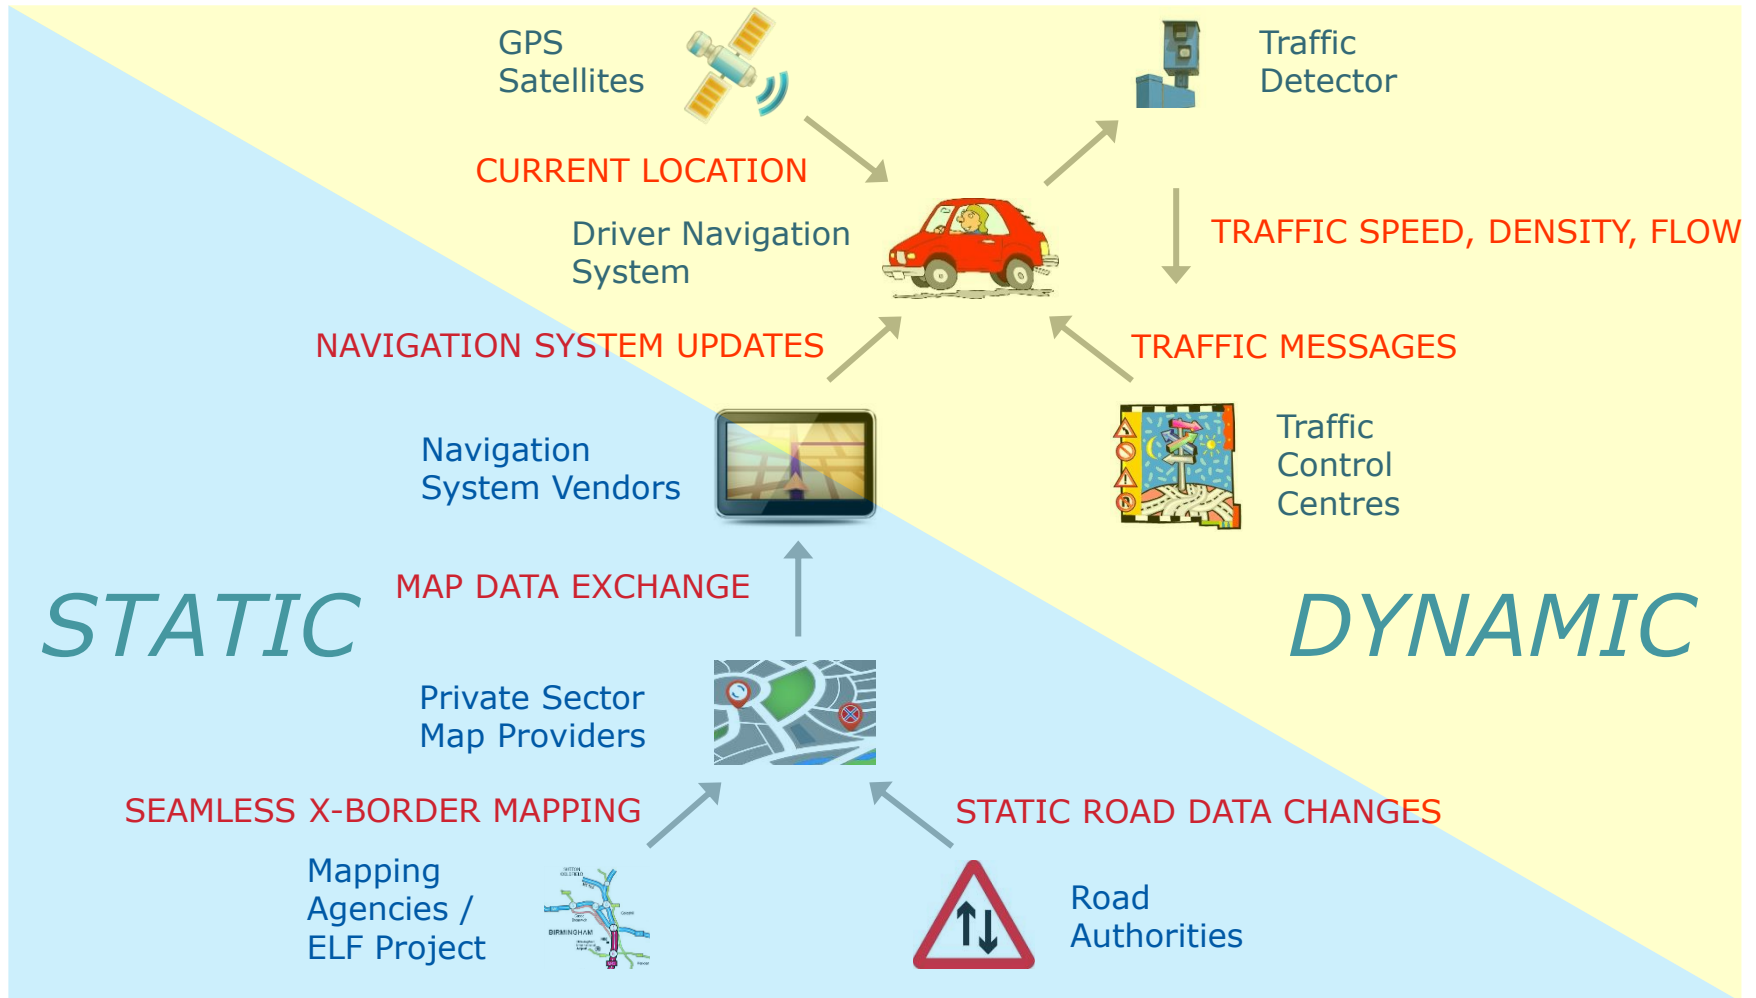 GPS
Satellites
Traffic
Detector
CURRENT LOCATION
Driver Navigation
System
TRAFFIC SPEED, DENSITY, FLOW
NAVIGATION SYSTEM UPDATES
TRAFFIC MESSAGES
Navigation
System Vendors
Traffic
Control
Centres
STATIC
MAP DATA EXCHANGE
DYNAMIC
Private Sector
Map Providers
SEAMLESS X-BORDER MAPPING
STATIC ROAD DATA CHANGES
Mapping
Agencies /
ELF Project
BIRMINGHAM
Road
Authorities